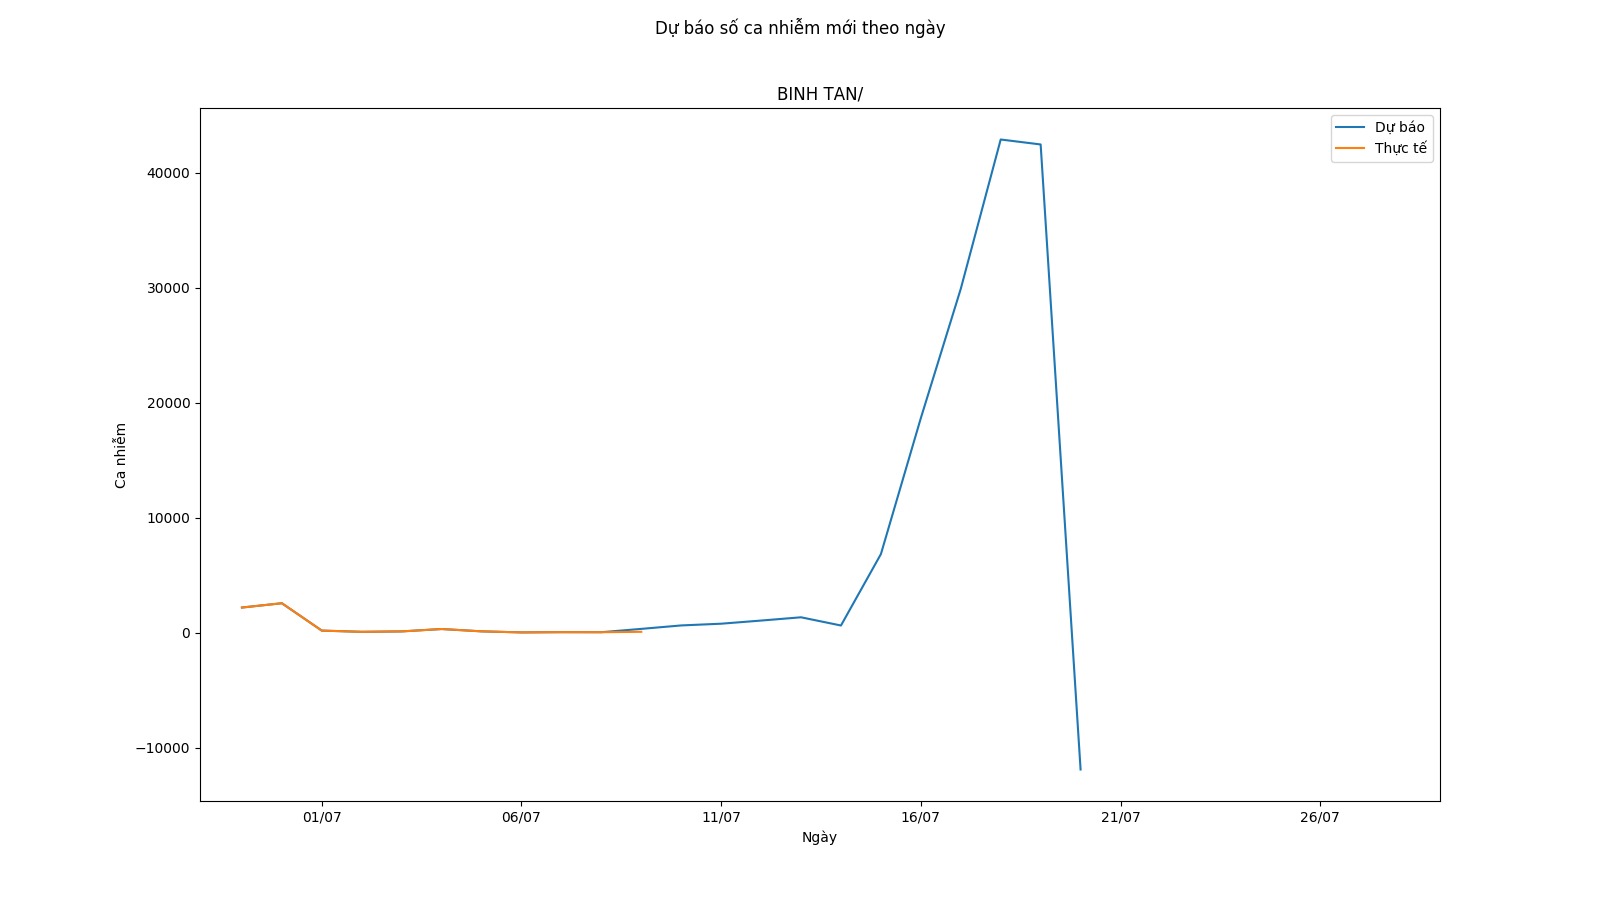 Dự báo số ca nhiễm mới theo ngày
BINH TAN/
Dự báo
Thực tế
40000
30000
20000
10000
0
−10000
Ca nhiễm
01/07
06/07
11/07
16/07
21/07
26/07
Ngày